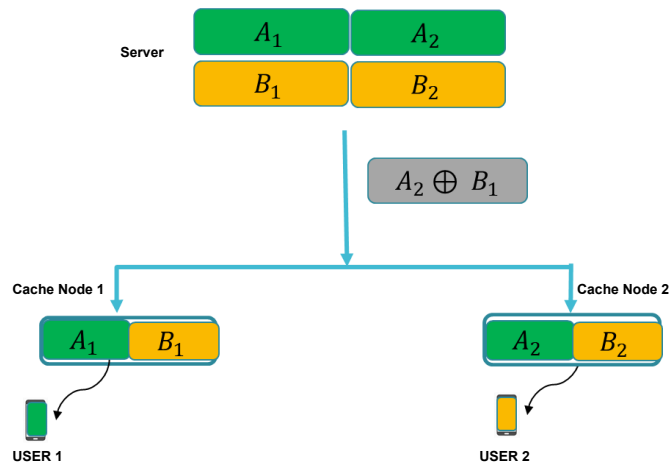 A₁ A₂
Server
B₁ B₂
A₂ ⊕ B₁
Cache Node 1 Cache Node 2
A₁ B₁ A₂ B₂
USER 1 USER 2